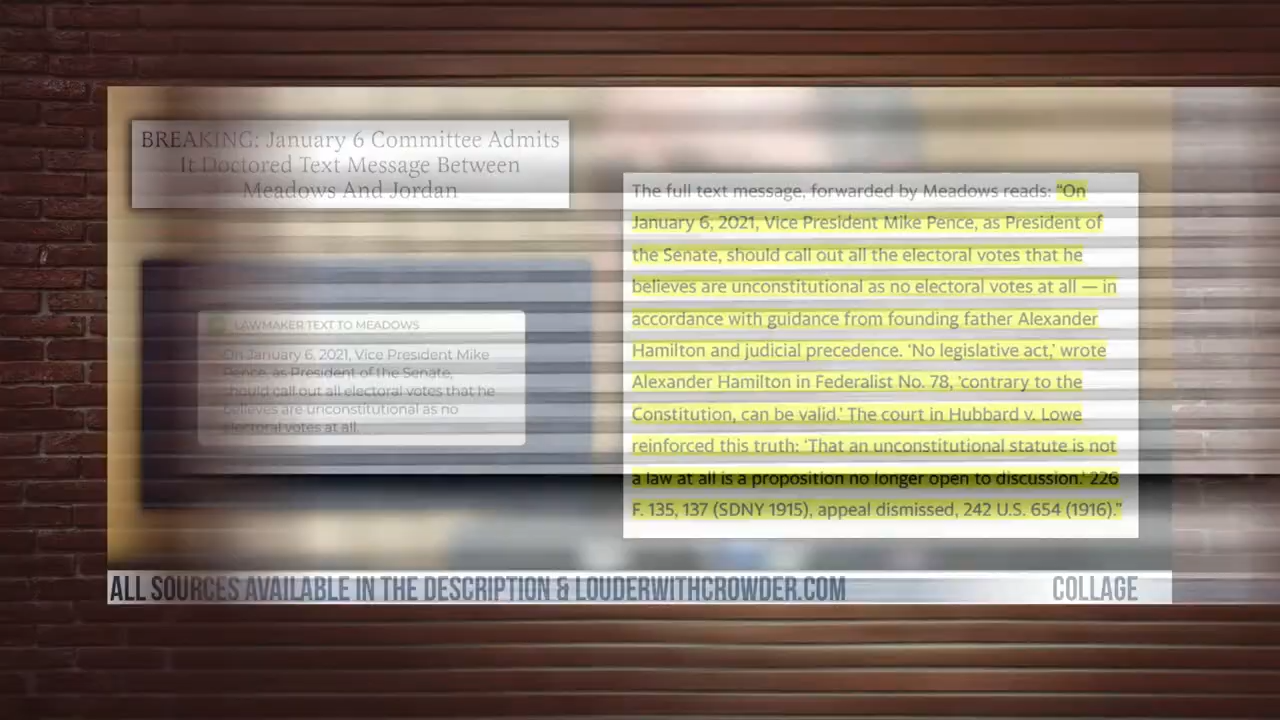 BREAKING: January 6 Committee Admits
It Doctored Text Message Between
Meadows And Jordan
LAWMAKER TEXT TO MEADOWS
On January 6, 2021, Vice President Mike
Pence, as President of the Senate,
should call out all electoral votes that he
believes are unconstitutional as no
electoral votes at all.
The full text message, forwarded by Meadows reads: “On
January 6, 2021, Vice President Mike Pence, as President of
the Senate, should call out all the electoral votes that he
believes are unconstitutional as no electoral votes at all — in
accordance with guidance from founding father Alexander
Hamilton and judicial precedence. ‘No legislative act,’ wrote
Alexander Hamilton in Federalist No. 78, ‘contrary to the
Constitution, can be valid.’ The court in Hubbard v. Lowe
reinforced this truth: ‘That an unconstitutional statute is not
a law at all is a proposition no longer open to discussion.’ 226
F. 135, 137 (SDNY 1915), appeal dismissed, 242 U.S. 654 (1916).”
ALL SOURCES AVAILABLE IN THE DESCRIPTION & LOUDERWITHCROWDER.COM
COLLAGE